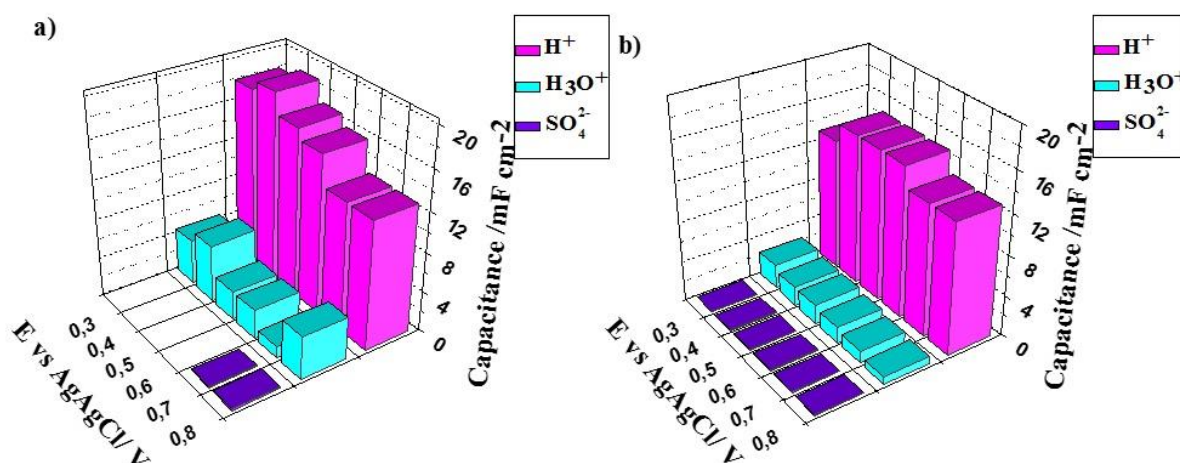 a)
H⁺
H₃O⁺
SO₄²⁻
20
16
12
8
4
0
Capacitance /mF cm-2
0,3
0,4
0,5
0,6
0,7
0,8
E vs AgAgCl/ V
b)
H⁺
H₃O⁺
SO₄²⁻
20
16
12
8
4
0
Capacitance /mF cm-2
0,3
0,4
0,5
0,6
0,7
0,8
E vs AgAgCl/ V